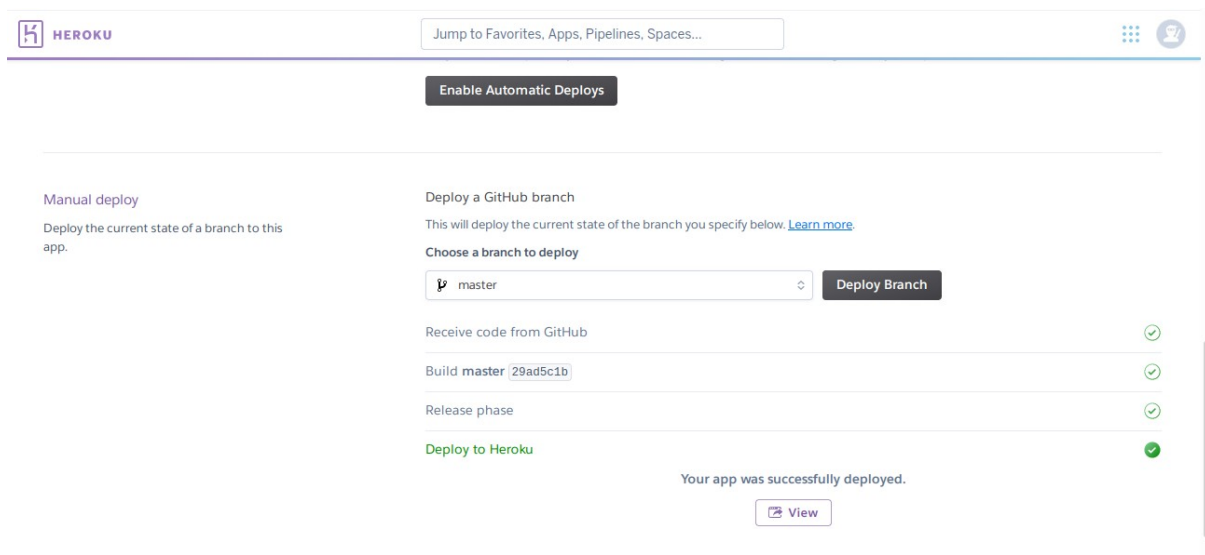 HEROKU
Jump to Favorites, Apps, Pipelines, Spaces...
Enable Automatic Deploys
Manual deploy
Deploy the current state of a branch to this
app.
Deploy a GitHub branch
This will deploy the current state of the branch you specify below. Learn more.
Choose a branch to deploy
master
Deploy Branch
Receive code from GitHub
Build master 29ad5c1b
Release phase
Deploy to Heroku
Your app was successfully deployed.
View